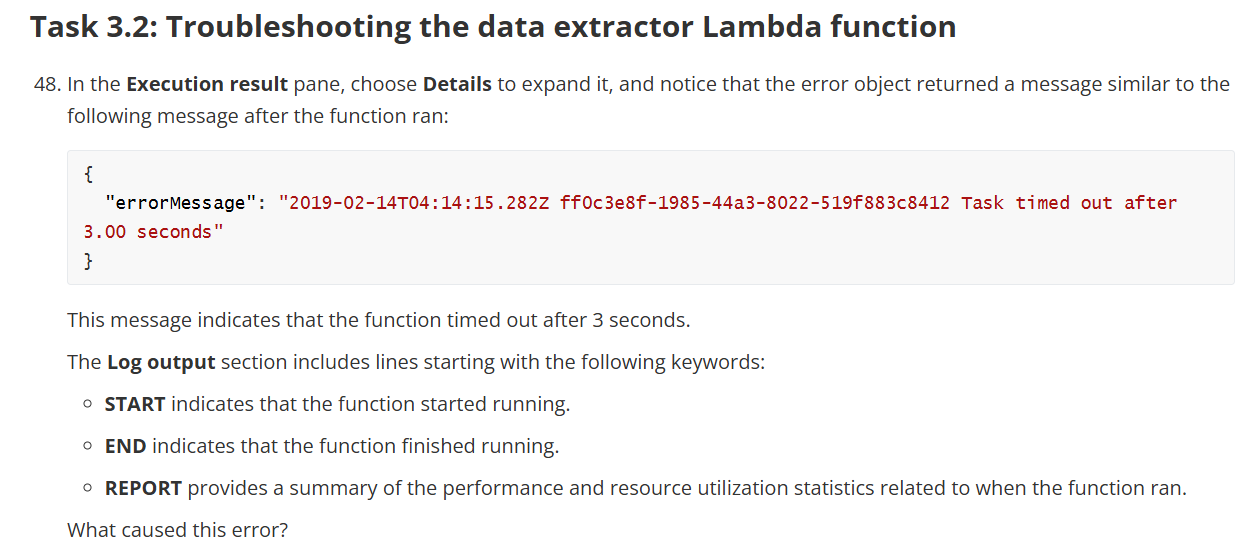 Task 3.2: Troubleshooting the data extractor Lambda function
48. In the Execution result pane, choose Details to expand it, and notice that the error object returned a message similar to the
following message after the function ran:
{
"errorMessage": "2019-02-14T04:14:15.282Z ff0c3e8f-1985-44a3-8022-519f883c8412 Task timed out after
3.00 seconds"
}
This message indicates that the function timed out after 3 seconds.
The Log output section includes lines starting with the following keywords:
◦ START indicates that the function started running.
◦ END indicates that the function finished running.
◦ REPORT provides a summary of the performance and resource utilization statistics related to when the function ran.
What caused this error?